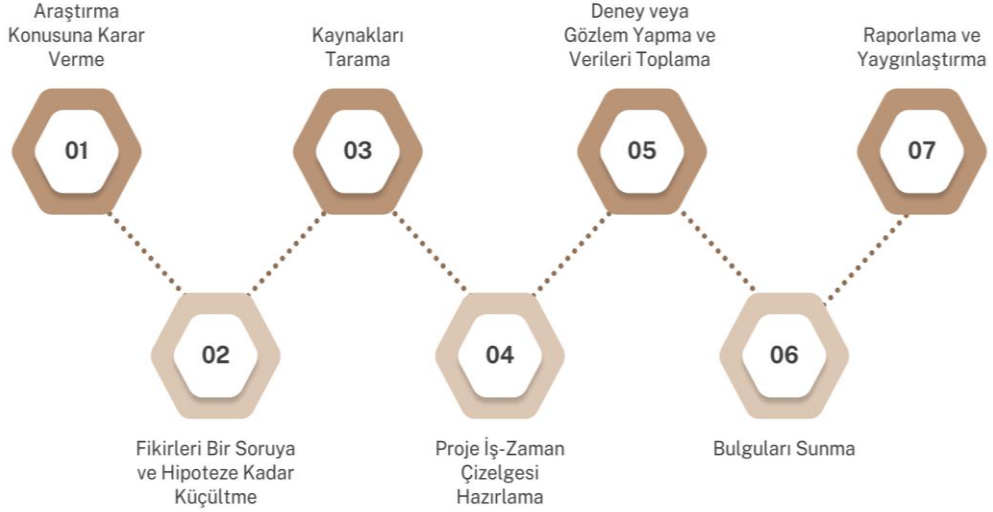 Araştırma
Konusuna Karar
Verme
01
Fikirleri Bir Soruya
ve Hipoteze Kadar
Küçültme
02
Kaynakları
Tarama
03
Proje İş-Zaman
Çizelgesi
Hazırlama
04
Deney veya
Gözlem Yapma ve
Verileri Toplama
05
Bulguları Sunma
06
Raporlama ve
Yaygınlaştırma
07